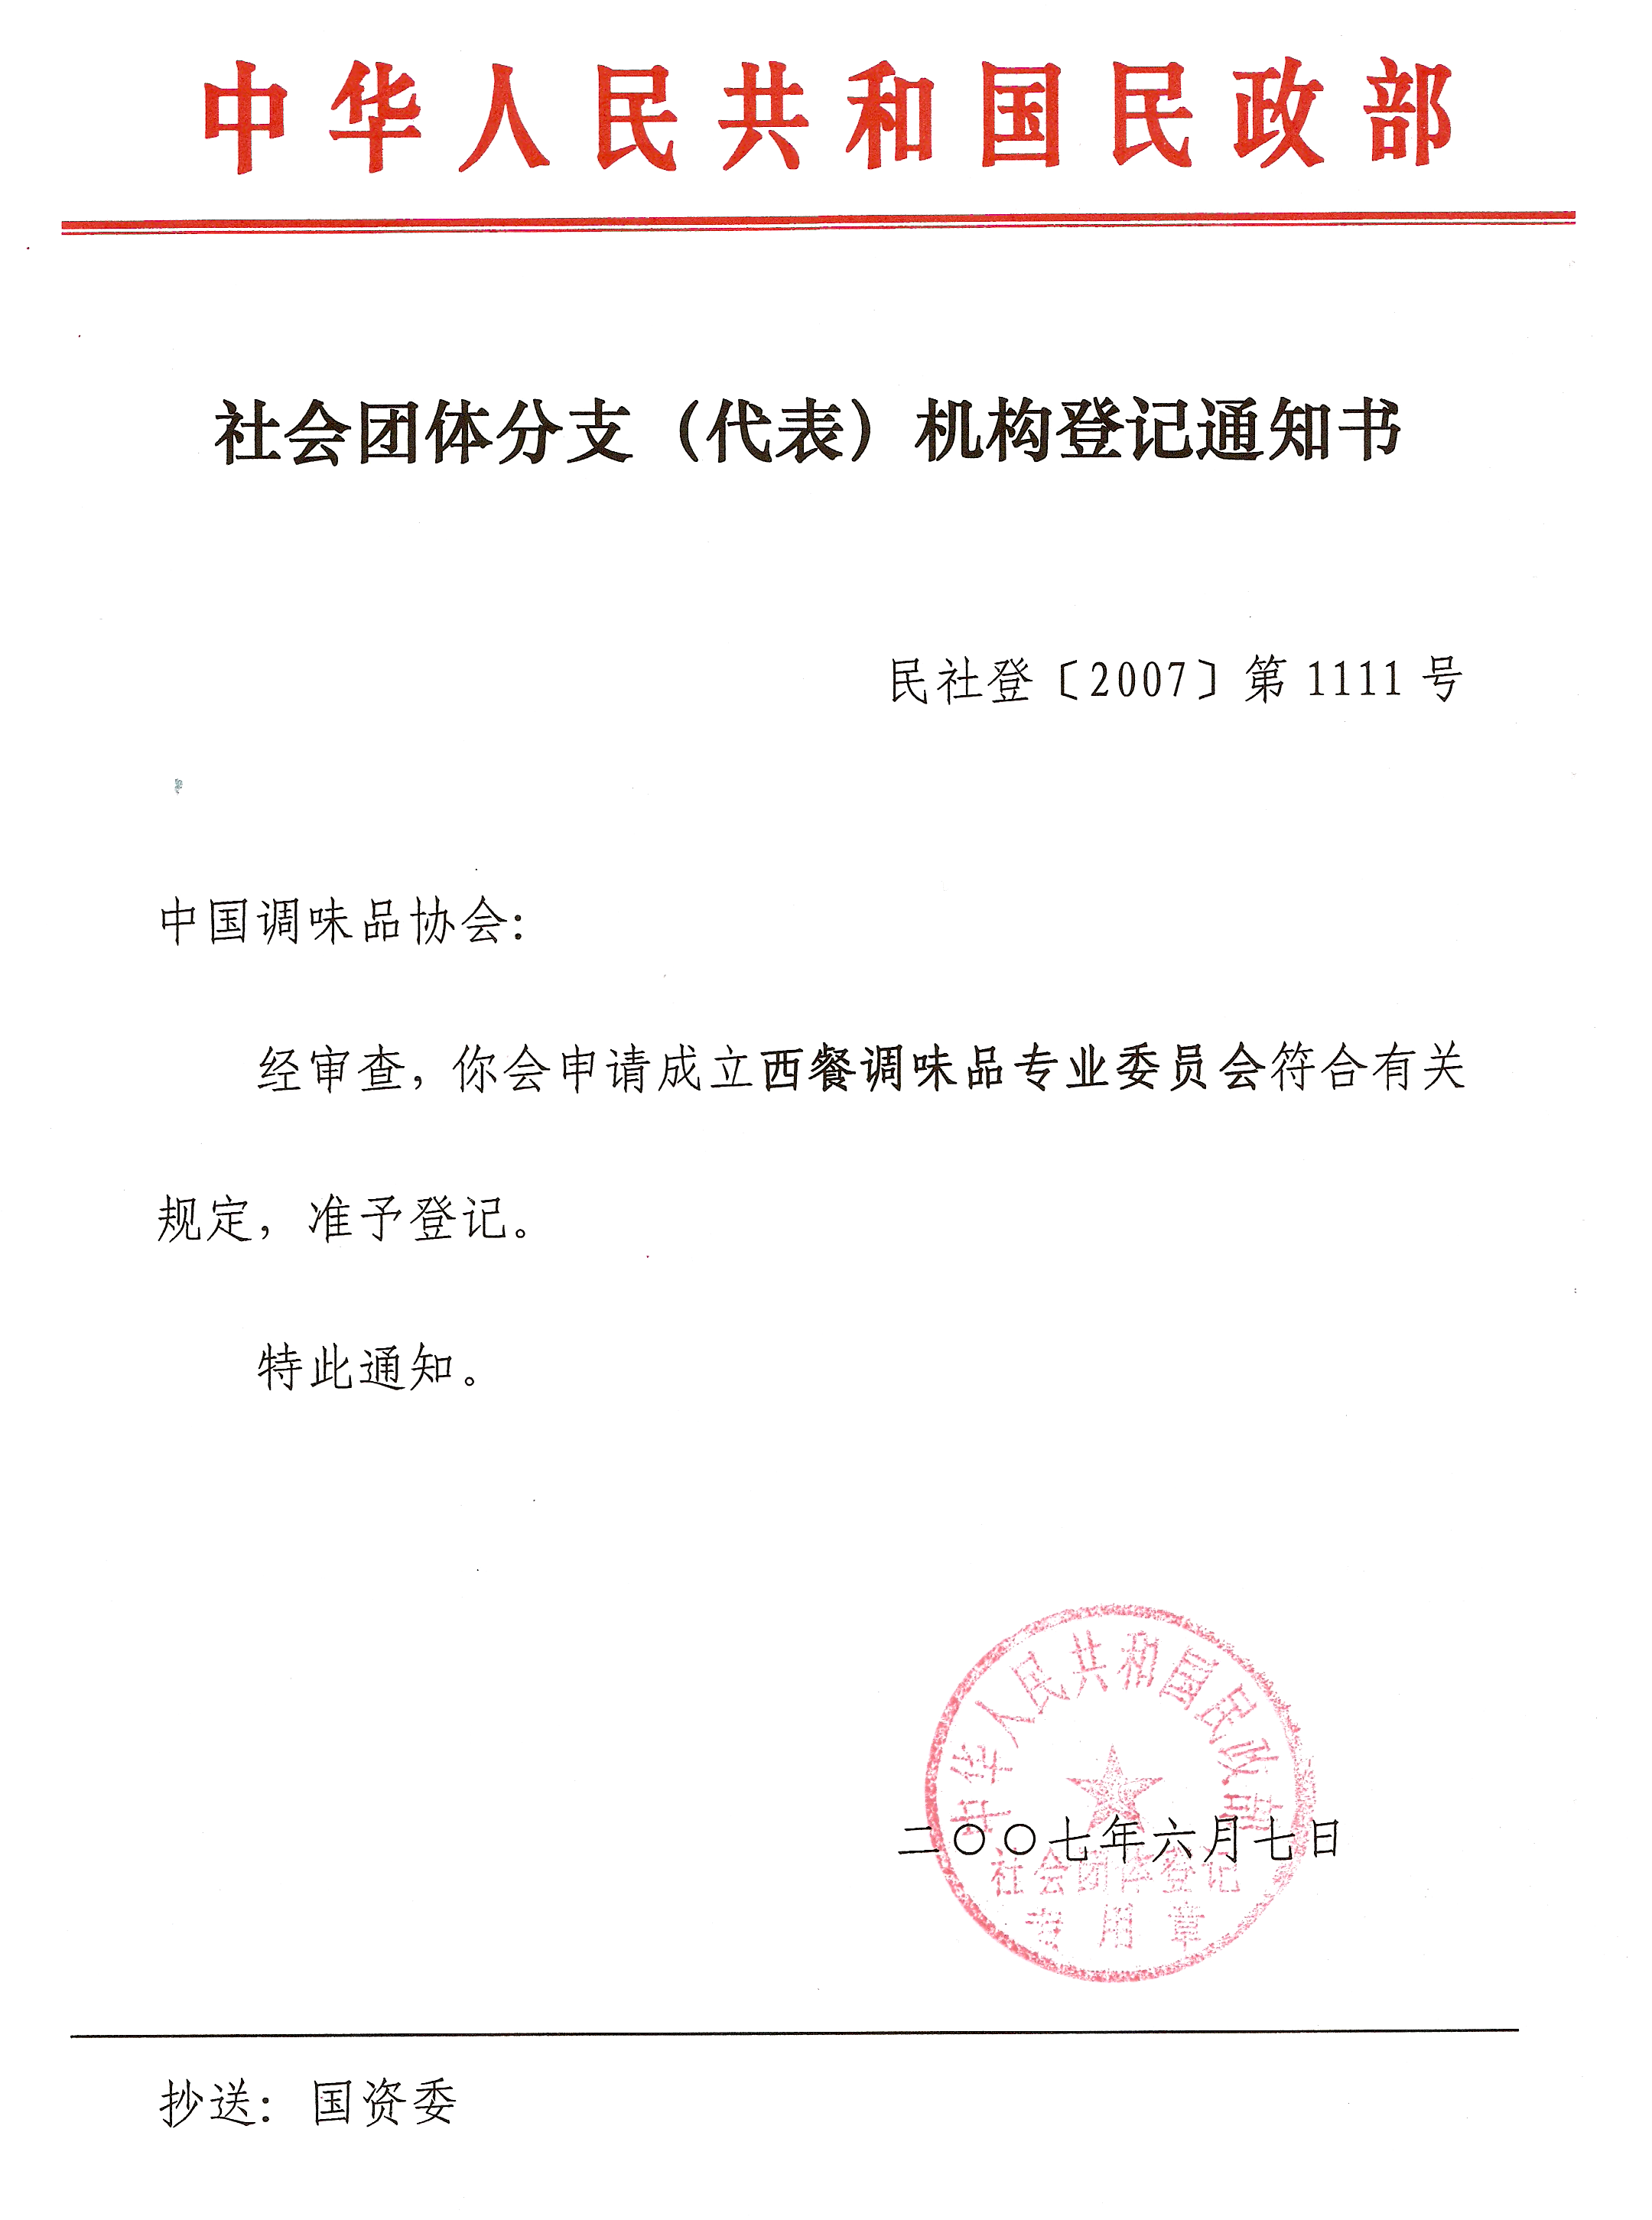 中华人民共和国民政部
社会团体分支（代表）机构登记通知书
民社登〔2007〕第 1111 号
中国调味品协会：
经审查，你会申请成立西餐调味品专业委员会符合有关
规定，准予登记。
特此通知。
中华人民共和国民政部
二〇〇七年六月七日
社会团体登记
专用章
抄送：国资委